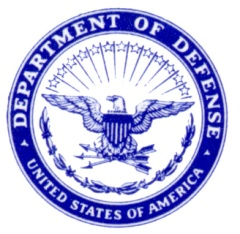 DEPARTMENT OF DEFENSE
UNITED STATES OF AMERICA